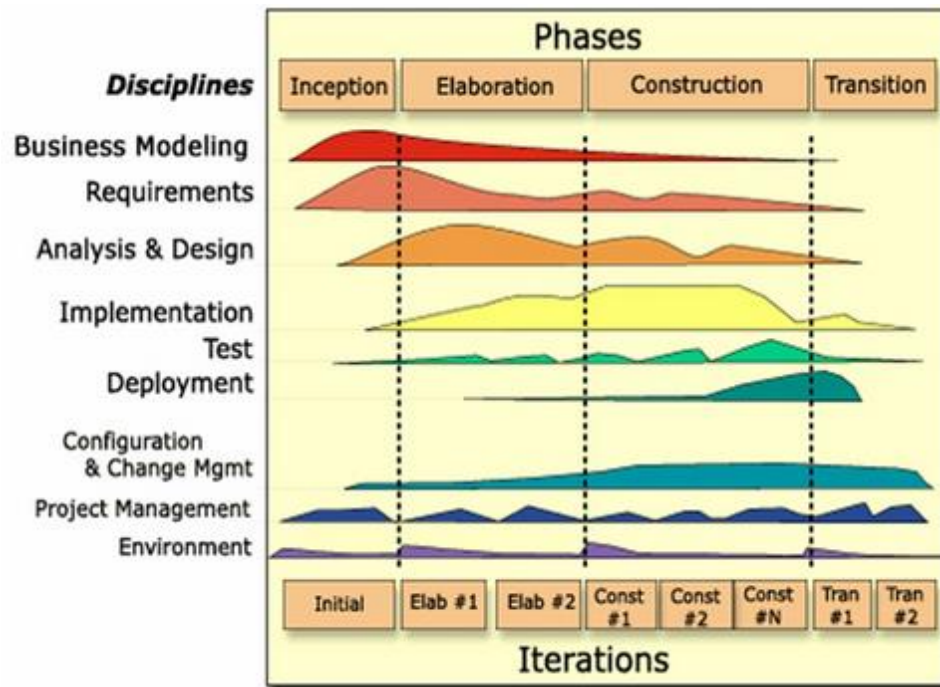 Phases
Disciplines
Inception
Elaboration
Construction
Transition
Business Modeling
Requirements
Analysis & Design
Implementation
Test
Deployment
Configuration
& Change Mgmt
Project Management
Environment
Initial
Elab #1
Elab #2
Const
#1
Const
#2
Const
#N
Tran
#1
Tran
#2
Iterations